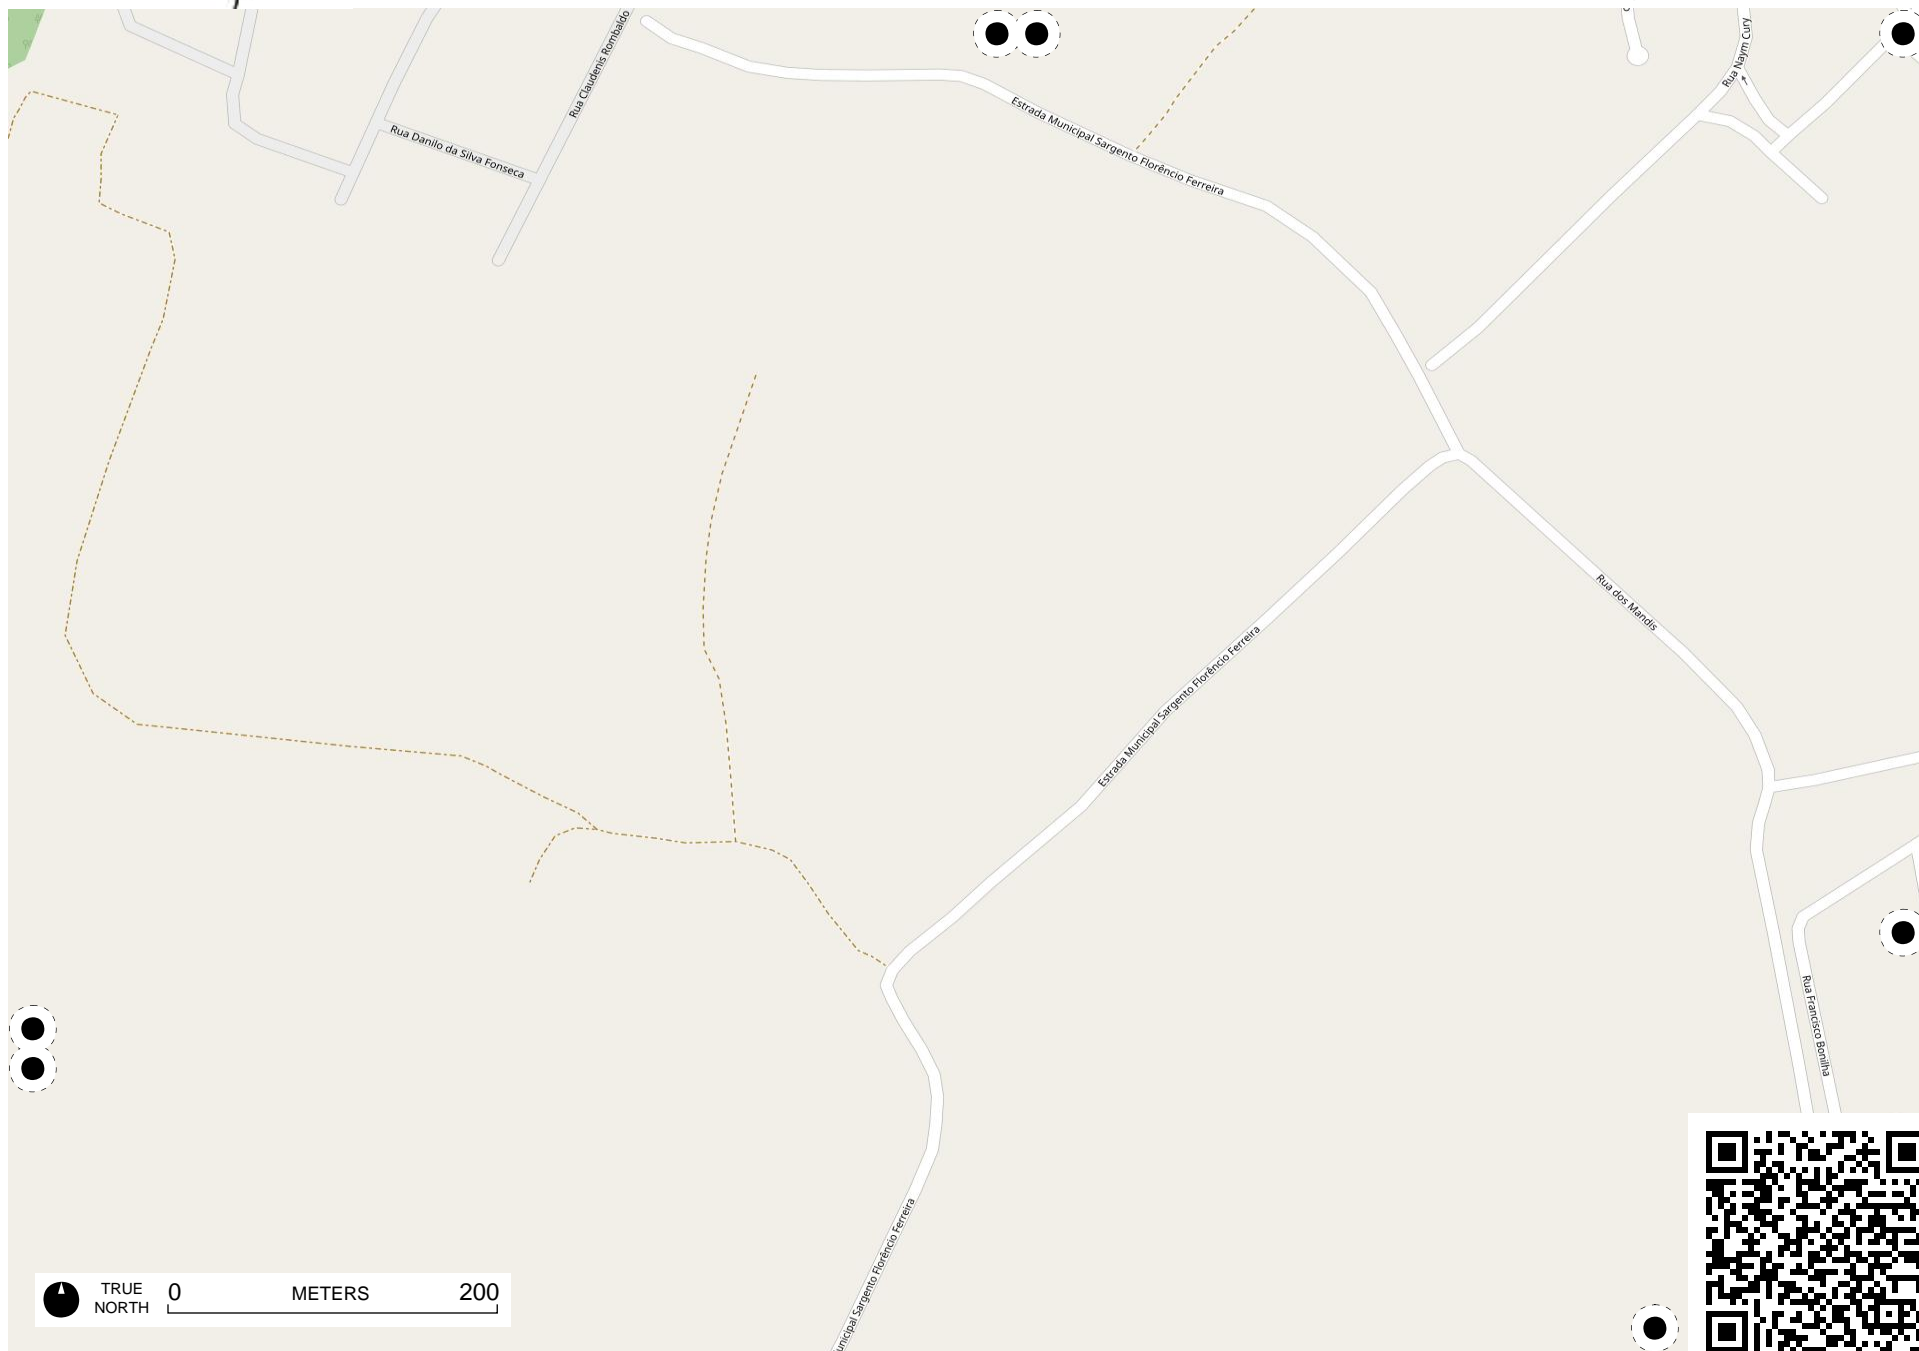 Rua Claudenis Rombaldo
Rua Naym Cury
Estrada Municipal Sargento Florêncio Ferreira
Rua Danilo da Silva Fonseca
Rua dos Mandis
Estrada Municipal Sargento Florêncio Ferreira
Rua Francisco Bonilha
unicipal Sargento Florêncio Ferreira
TRUE
NORTH
0 METERS 200